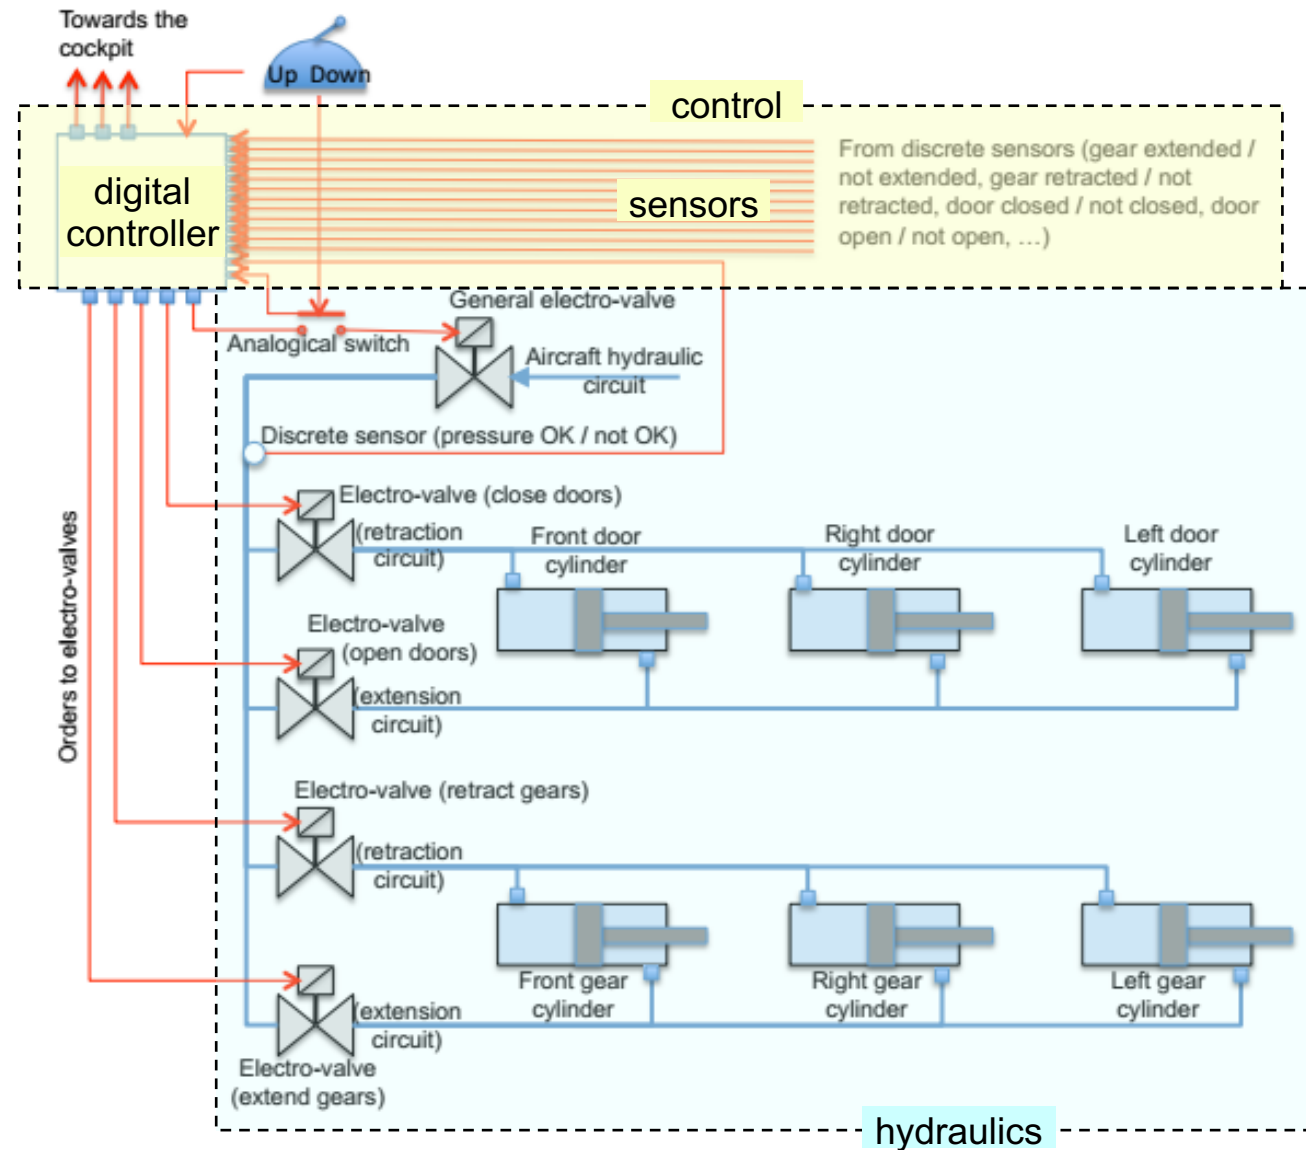 Towards the
cockpit
Up Down
control
digital
controller
sensors
From discrete sensors (gear extended /
not extended, gear retracted / not
retracted, door closed / not closed, door
open / not open, …)
General electro-valve
Analogical switch
Aircraft hydraulic
circuit
Discrete sensor (pressure OK / not OK)
Orders to electro-valves
Electro-valve (close doors)
(retraction
circuit)
Front door
cylinder
Right door
cylinder
Left door
cylinder
Electro-valve
(open doors)
(extension
circuit)
Electro-valve (retract gears)
(retraction
circuit)
Front gear
cylinder
Right gear
cylinder
Left gear
cylinder
(extension
circuit)
Electro-valve
(extend gears)
hydraulics